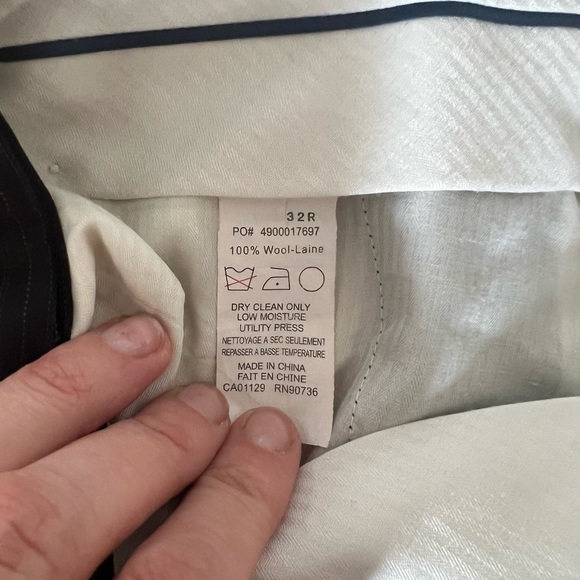 32R
PO# 4900017697
100% Wool-Laine
DRY CLEAN ONLY
LOW MOISTURE
UTILITY PRESS
NETTOYAGE A SEC SEULEMENT
REPASSER A BASSE TEMPERATURE
MADE IN CHINA
FAIT EN CHINE
CA01129 RN90736